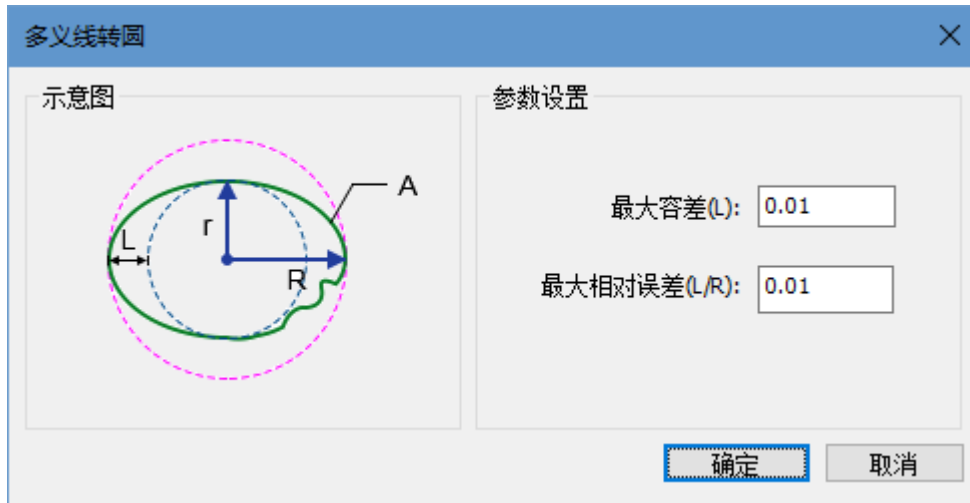 多义线转圆
示意图
A
r
L
R
参数设置
最大容差(L): 0.01
最大相对误差(L/R): 0.01
确定 取消